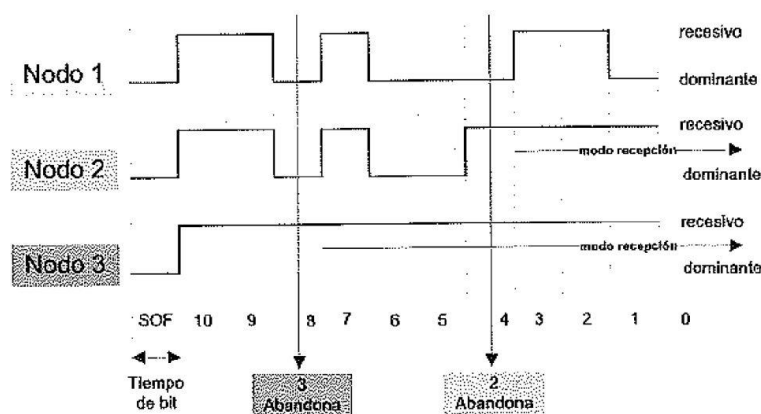 recesivo
Nodo 1
dominante
recesivo
modo recepción
Nodo 2
dominante
recesivo
modo recepción
Nodo 3
dominante
SOF 10 9 8 7 6 5 4 3 2 1 0
Tiempo
de bit
3
Abandona
2
Abandona